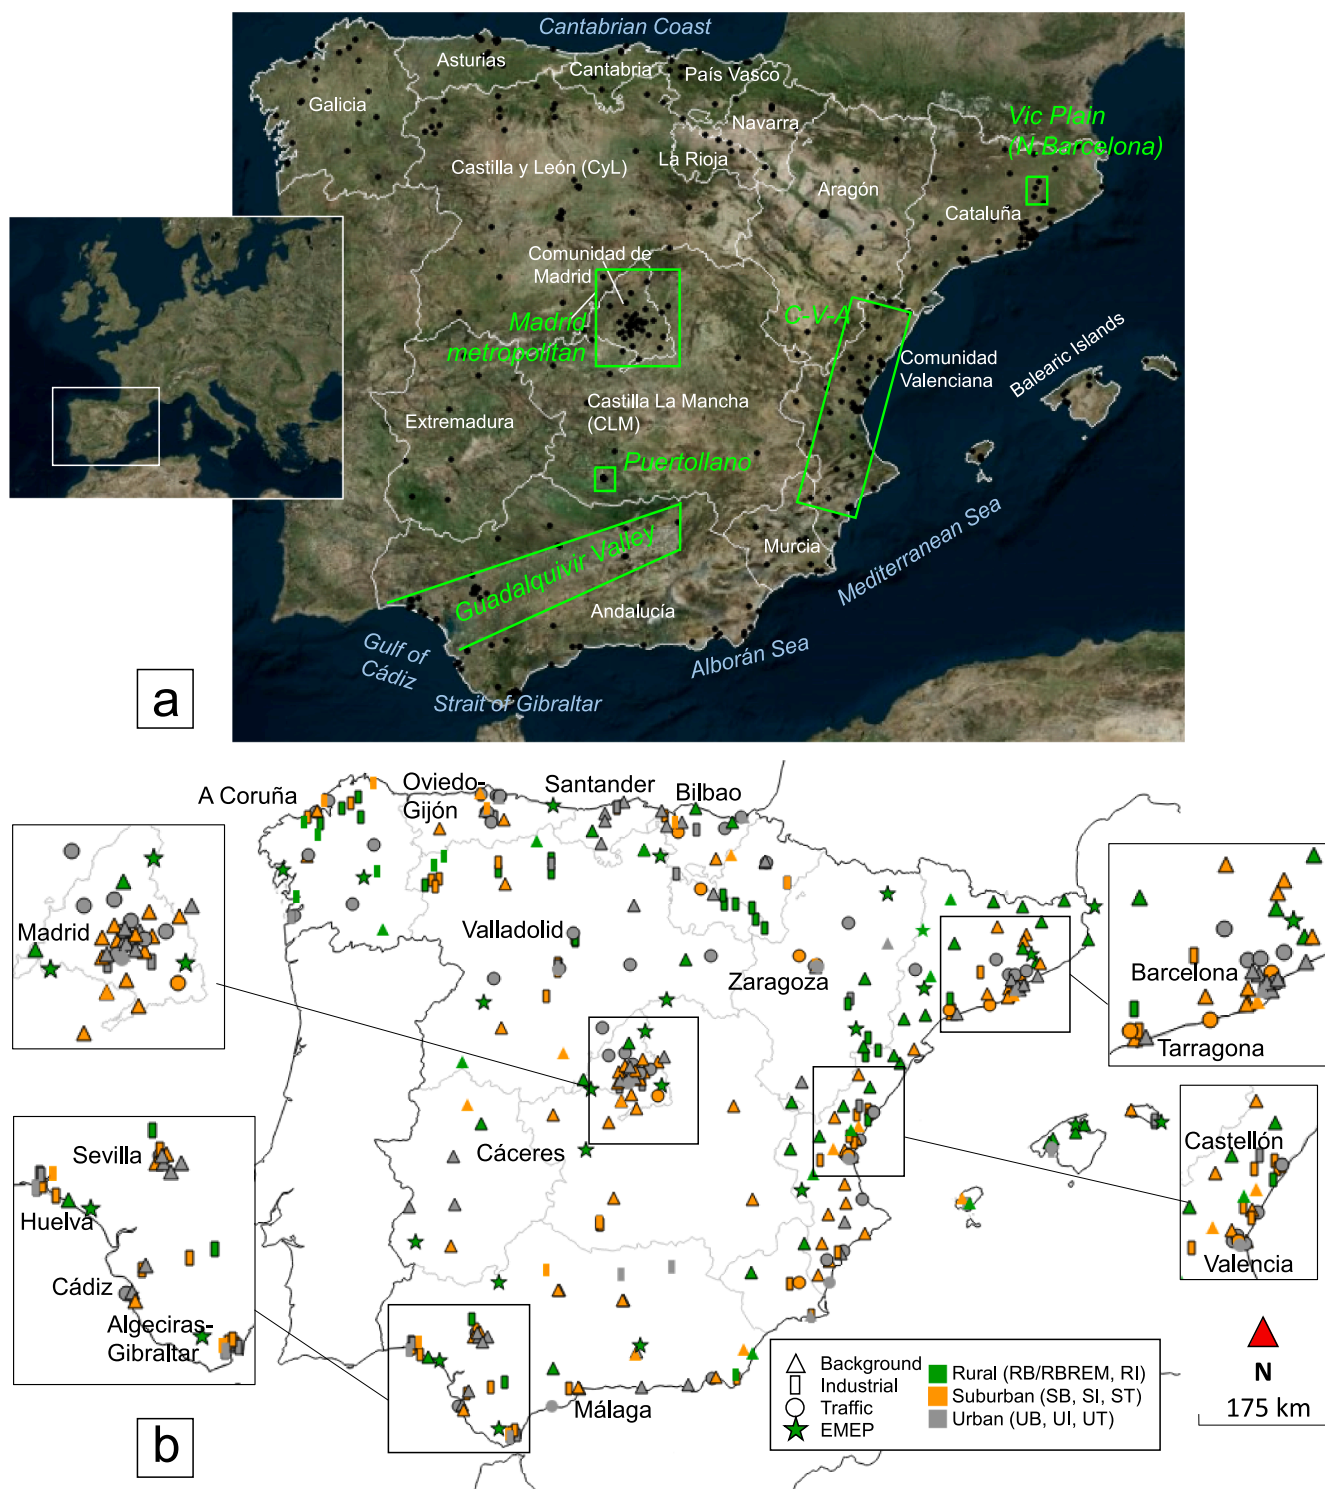 Cantabrian Coast
Asturias
Cantabria
País Vasco
Galicia
Navarra
Vic Plain
(N Barcelona)
La Rioja
Castilla y León (CyL)
Aragón
Cataluña
Comunidad de
Madrid
C-V-A
Madrid
metropolitan
Comunidad
Valenciana
Balearic Islands
Castilla La Mancha
(CLM)
Extremadura
Puertollano
Guadalquivir Valley
Murcia
Mediterranean Sea
Andalucía
Gulf of
Cádiz
Alborán Sea
Strait of Gibraltar
a
A Coruña
Oviedo-
Gijón
Santander
Bilbao
Madrid
Valladolid
Zaragoza
Barcelona
Tarragona
Cáceres
Castellón
Valencia
Sevilla
Huelva
Cádiz
Algeciras-
Gibraltar
Málaga
Background
Industrial
Traffic
EMEP
Rural (RB/RBREM, RI)
Suburban (SB, SI, ST)
Urban (UB, UI, UT)
N
175 km
b